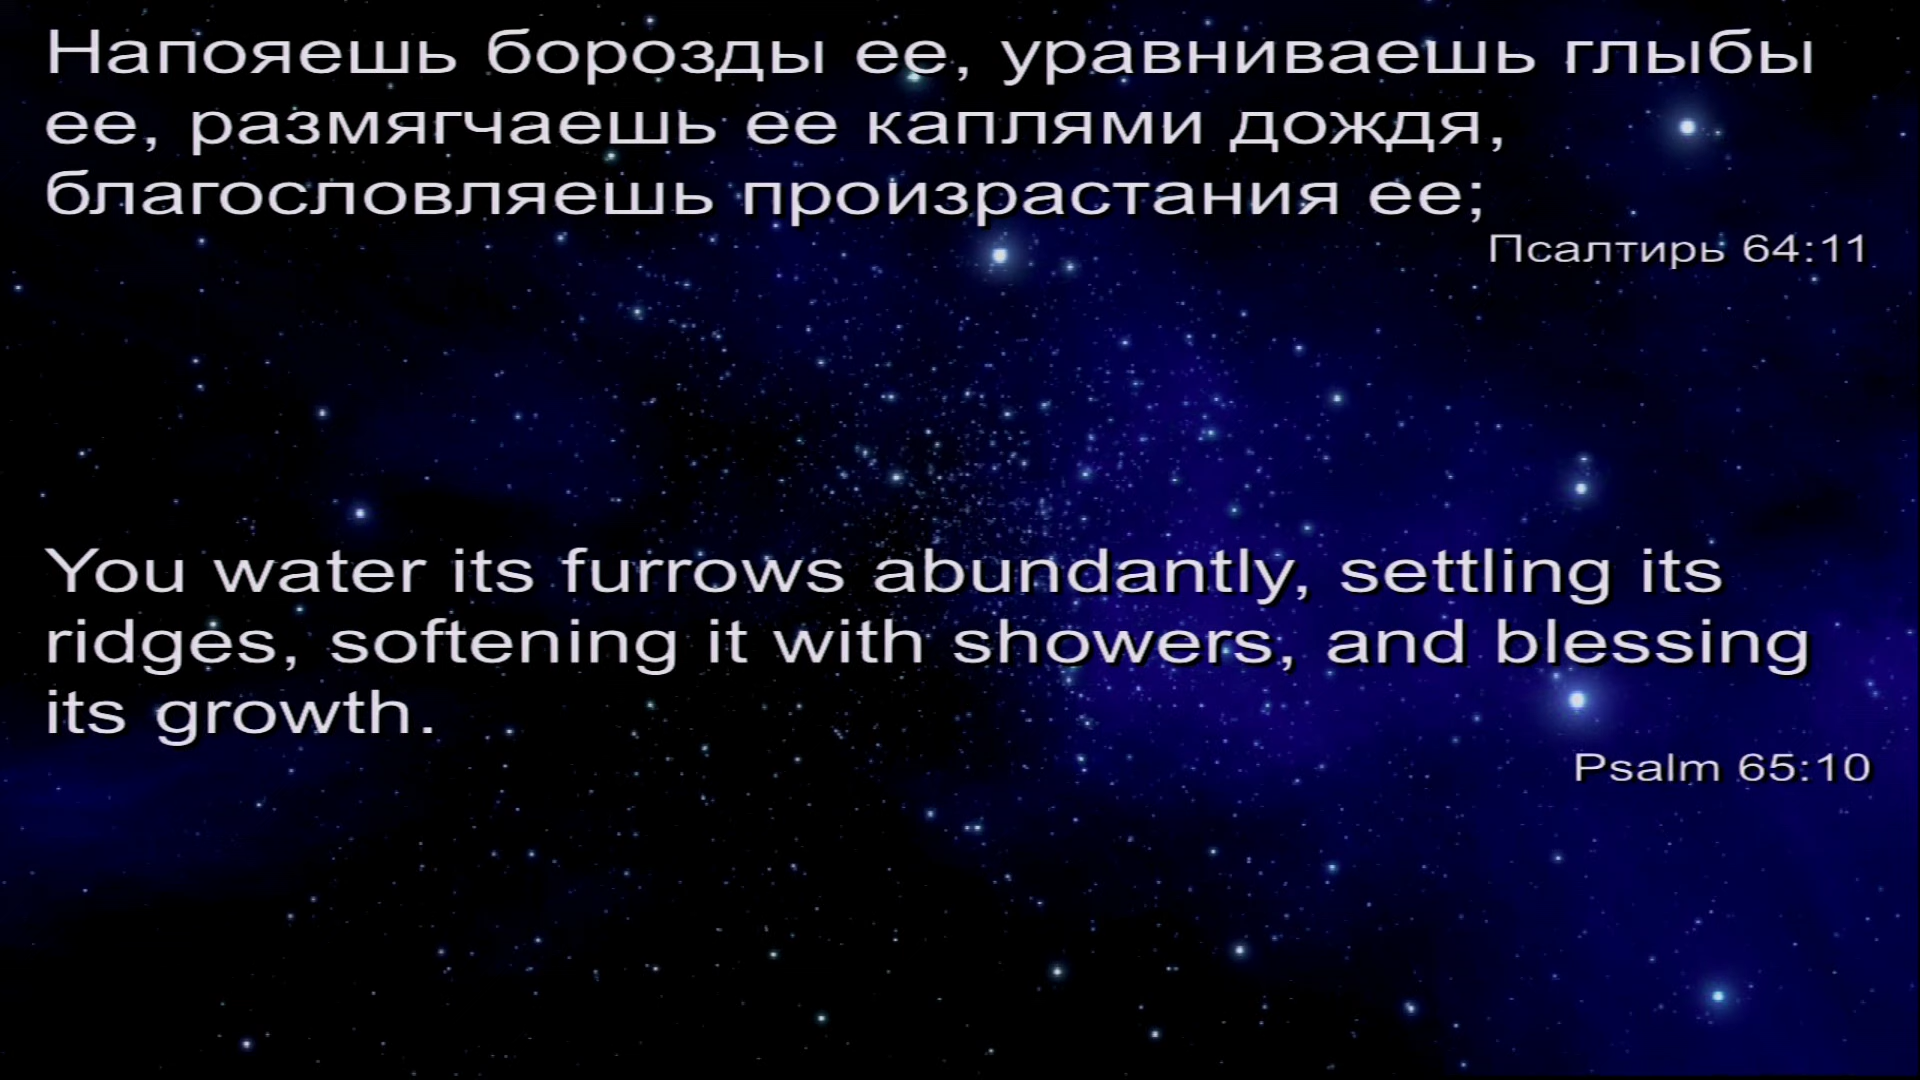 Напояешь борозды ее, уравниваешь глыбы
ее, размягчаешь ее каплями дождя,
благословляешь произрастания ее;
Псалтирь 64:11
You water its furrows abundantly, settling its
ridges, softening it with showers, and blessing
its growth.
Psalm 65:10